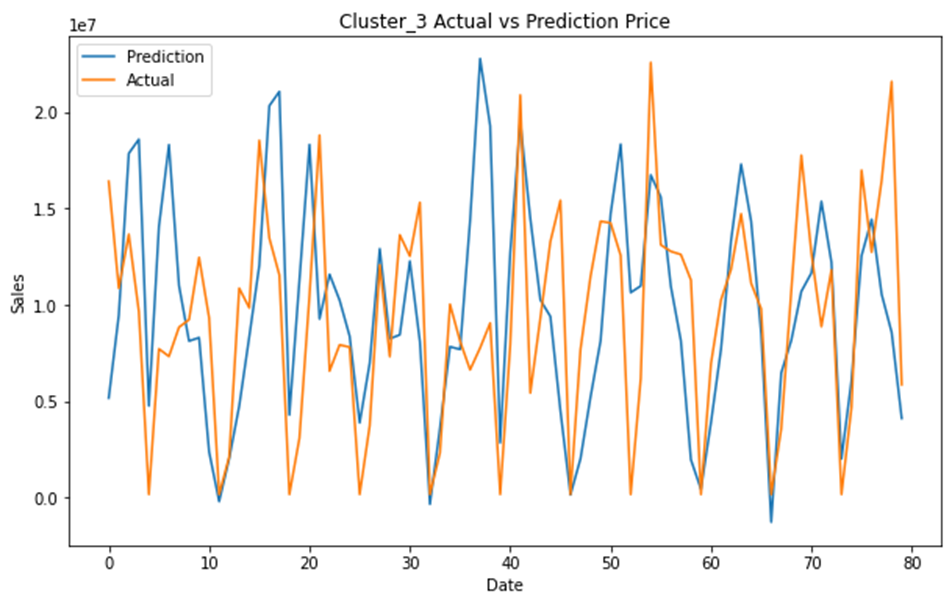 Cluster_3 Actual vs Prediction Price
1e7
Prediction
Actual
2.0
1.5
1.0
0.5
0.0
Sales
0 10 20 30 40 50 60 70 80
Date